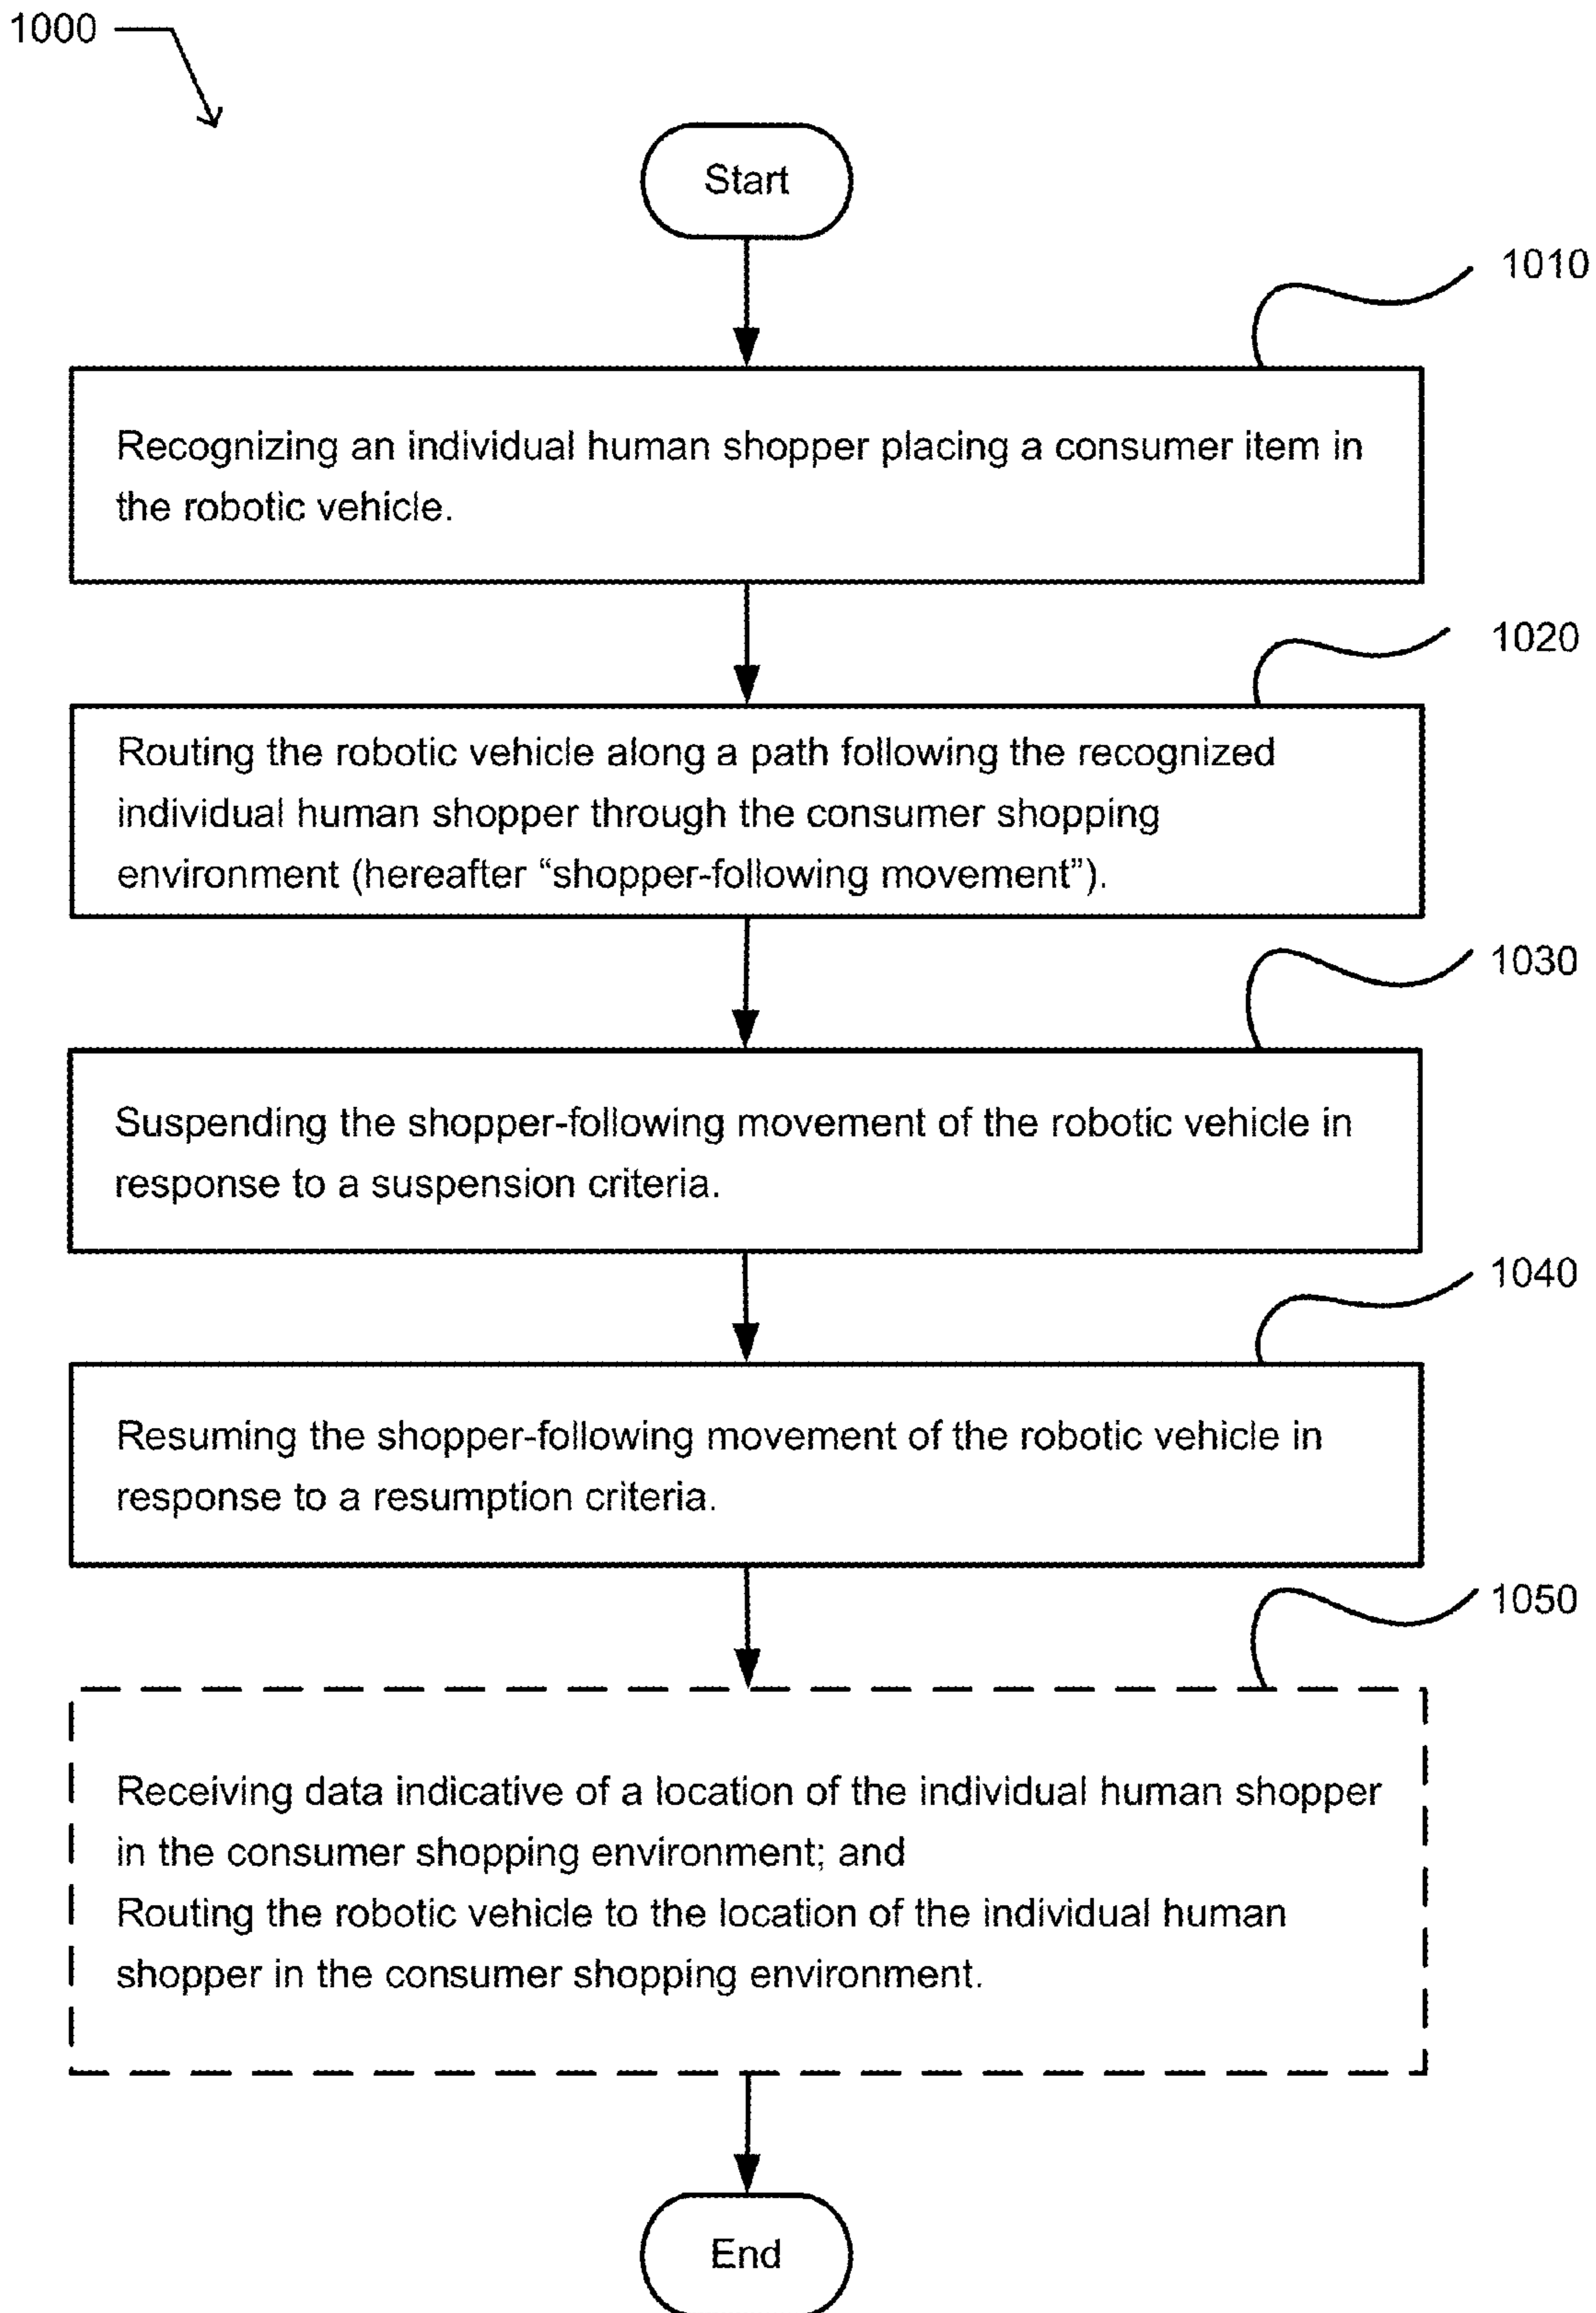 1000
Start
1010
Recognizing an individual human shopper placing a consumer item in
the robotic vehicle.
1020
Routing the robotic vehicle along a path following the recognized
individual human shopper through the consumer shopping
environment (hereafter “shopper-following movement”).
1030
Suspending the shopper-following movement of the robotic vehicle in
response to a suspension criteria.
1040
Resuming the shopper-following movement of the robotic vehicle in
response to a resumption criteria.
1050
Receiving data indicative of a location of the individual human shopper
in the consumer shopping environment; and
Routing the robotic vehicle to the location of the individual human
shopper in the consumer shopping environment.
End